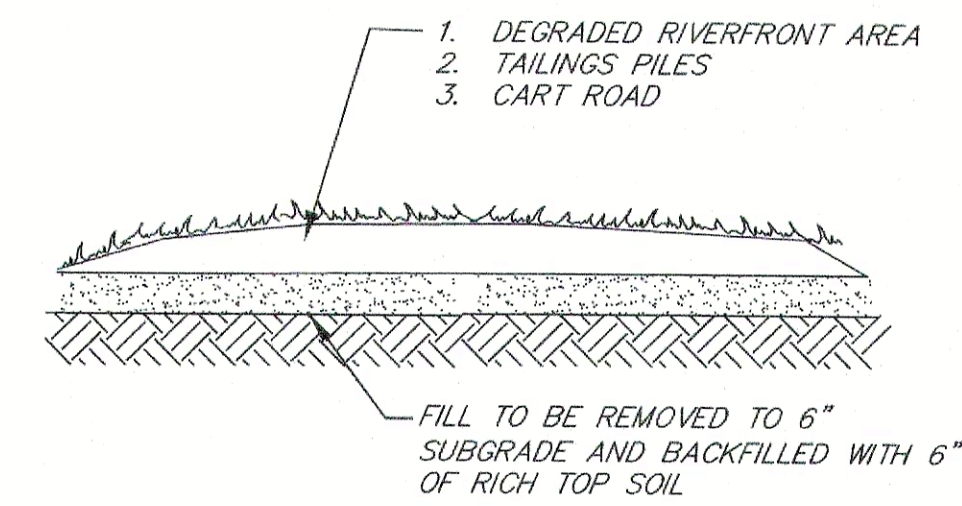 1. DEGRADED RIVERFRONT AREA
2. TAILINGS PILES
3. CART ROAD
FILL TO BE REMOVED TO 6"
SUBGRADE AND BACKFILLED WITH 6"
OF RICH TOP SOIL